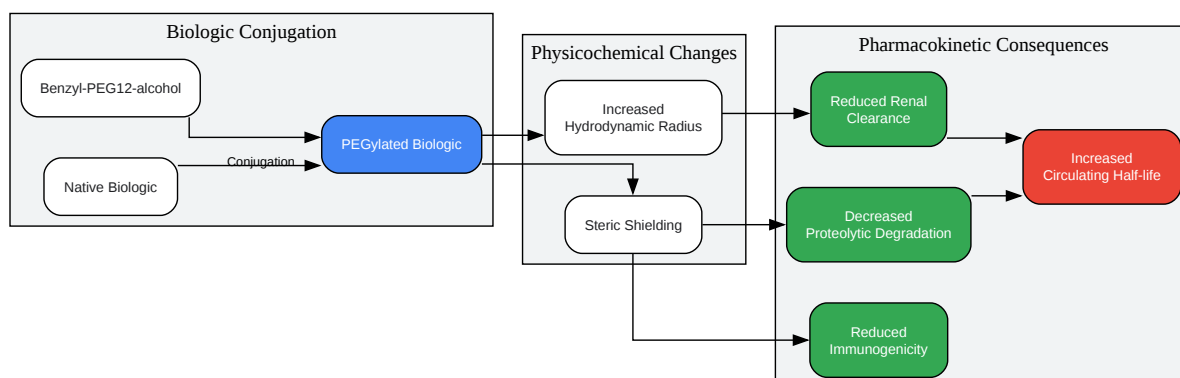 Biologic Conjugation
Benzyl-PEG12-alcohol
Native Biologic
Conjugation
PEGylated Biologic
Physicochemical Changes
Increased
Hydrodynamic Radius
Steric Shielding
Pharmacokinetic Consequences
Reduced Renal
Clearance
Decreased
Proteolytic Degradation
Reduced
Immunogenicity
Increased
Circulating Half-life